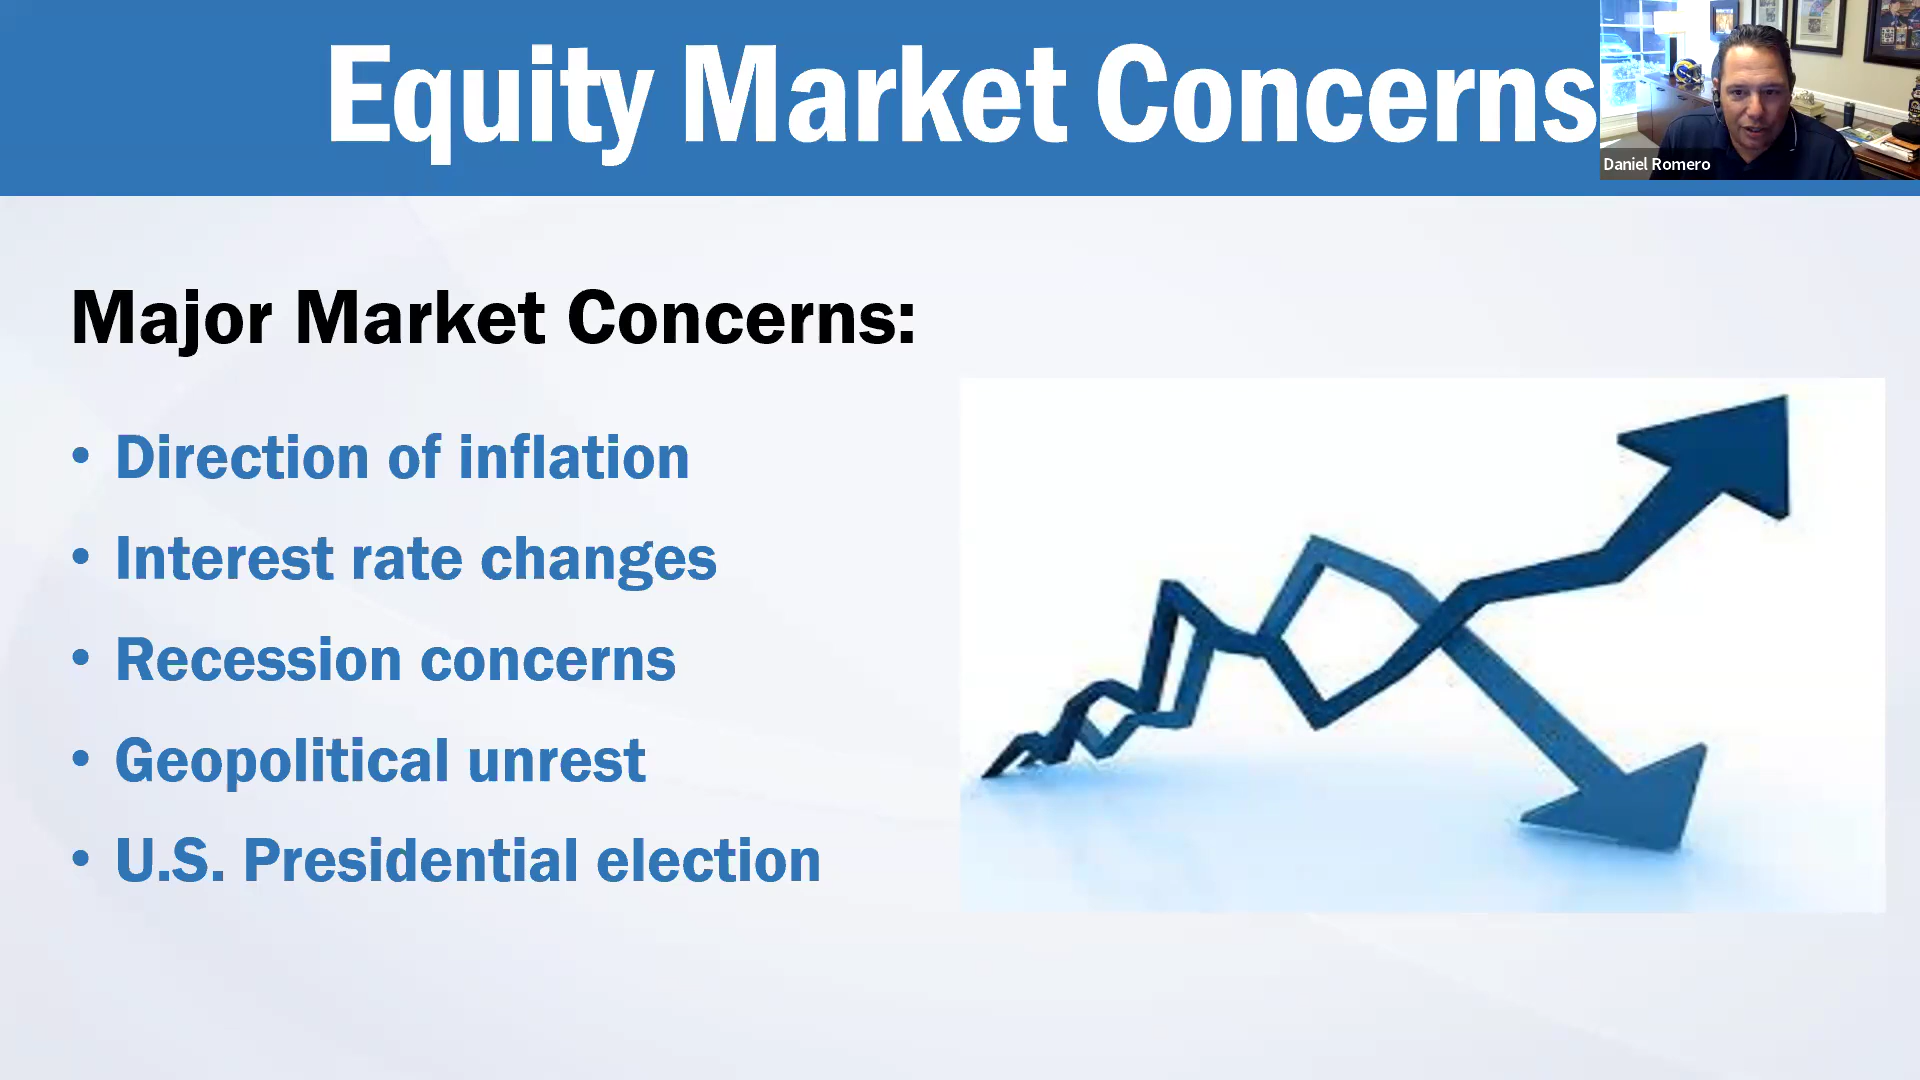 Equity Market Concerns
Daniel Romero
Major Market Concerns:
• Direction of inflation
• Interest rate changes
• Recession concerns
• Geopolitical unrest
• U.S. Presidential election